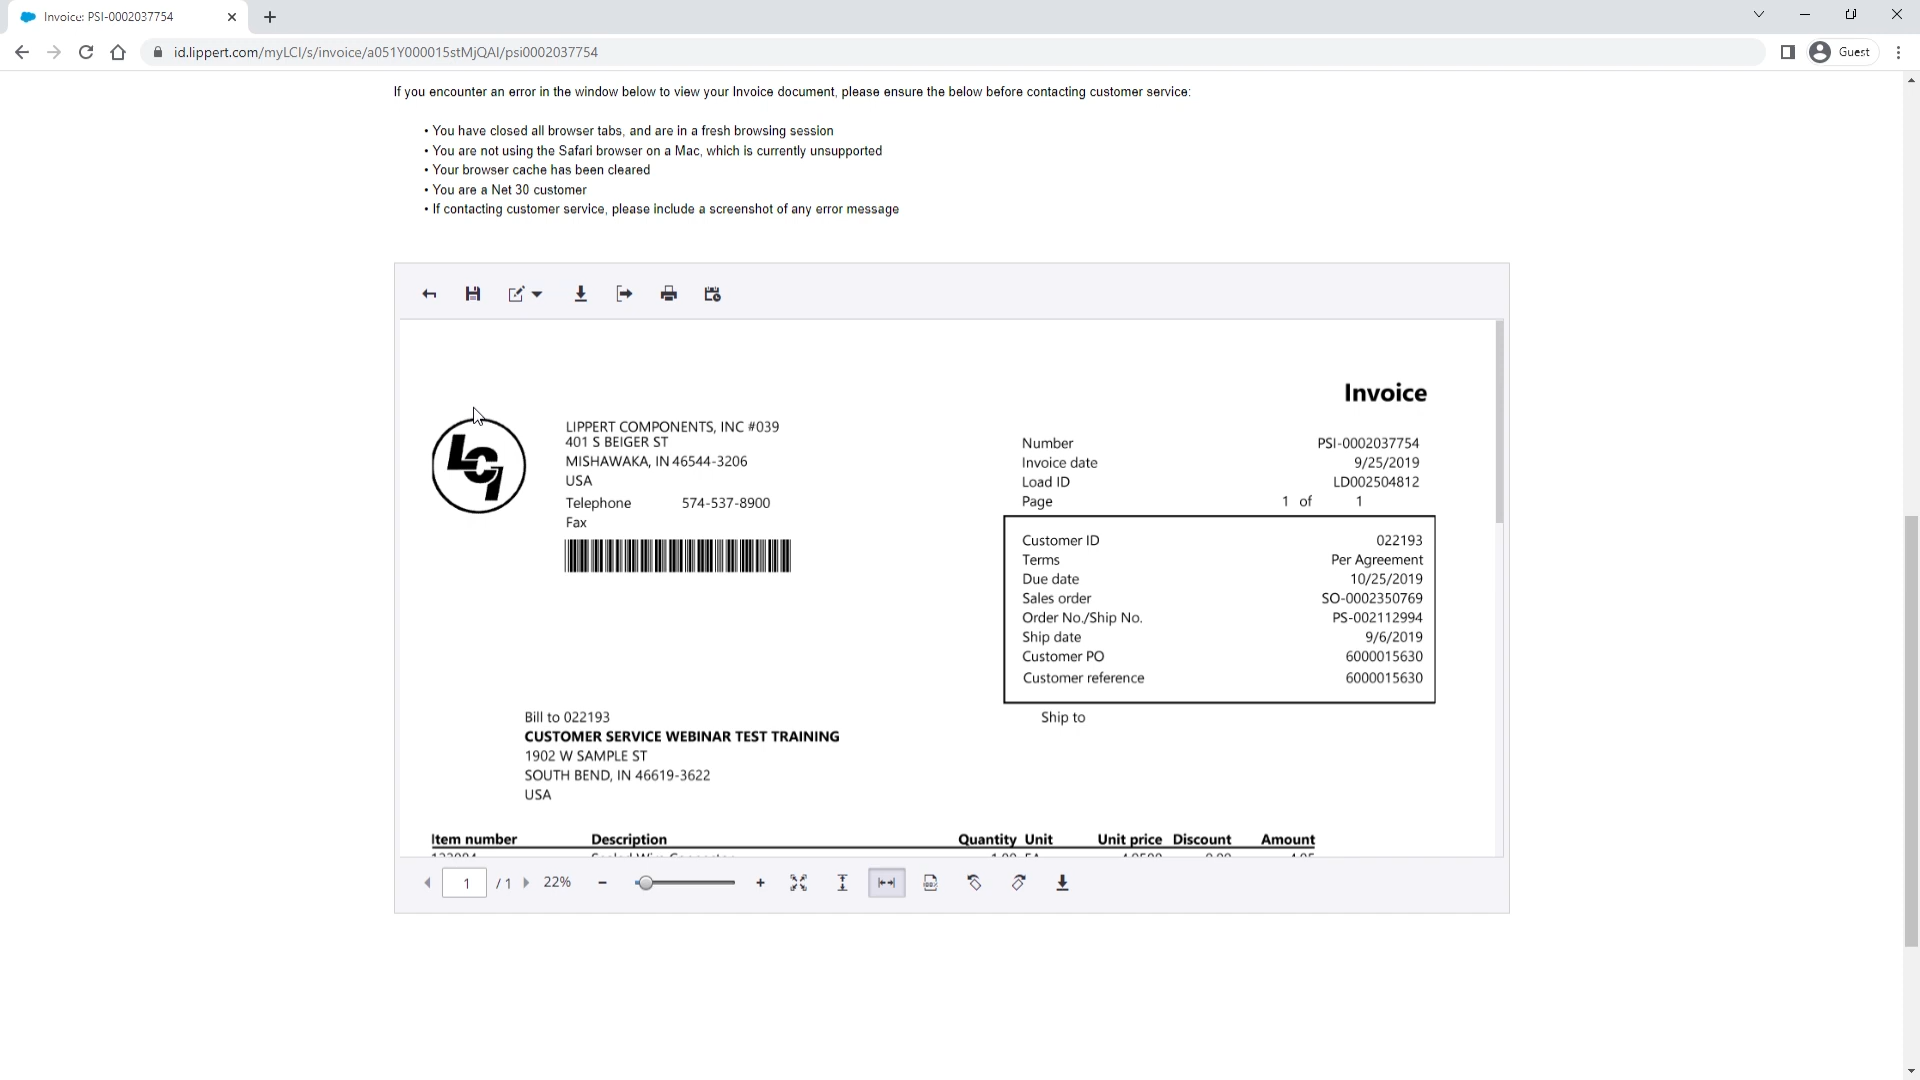 Invoice: PSI-0002037754
id.lippert.com/myLCI/s/invoice/a051Y000015stMjQAI/psi0002037754
Guest
If you encounter an error in the window below to view your Invoice document, please ensure the below before contacting customer service:
• You have closed all browser tabs, and are in a fresh browsing session
• You are not using the Safari browser on a Mac, which is currently unsupported
• Your browser cache has been cleared
• You are a Net 30 customer
• If contacting customer service, please include a screenshot of any error message
Invoice
LCI
LIPPERT COMPONENTS, INC #039
401 S BEIGER ST
MISHAWAKA, IN 46544-3206
USA
Telephone 574-537-8900
Fax
Number PSI-0002037754
Invoice date 9/25/2019
Load ID LD002504812
Page 1 of 1
Customer ID 022193
Terms Per Agreement
Due date 10/25/2019
Sales order SO-0002350769
Order No./Ship No. PS-002112994
Ship date 9/6/2019
Customer PO 6000015630
Customer reference 6000015630
Bill to 022193
CUSTOMER SERVICE WEBINAR TEST TRAINING
1902 W SAMPLE ST
SOUTH BEND, IN 46619-3622
USA
Ship to
Item number Description Quantity Unit Unit price Discount Amount
1 / 1 22%